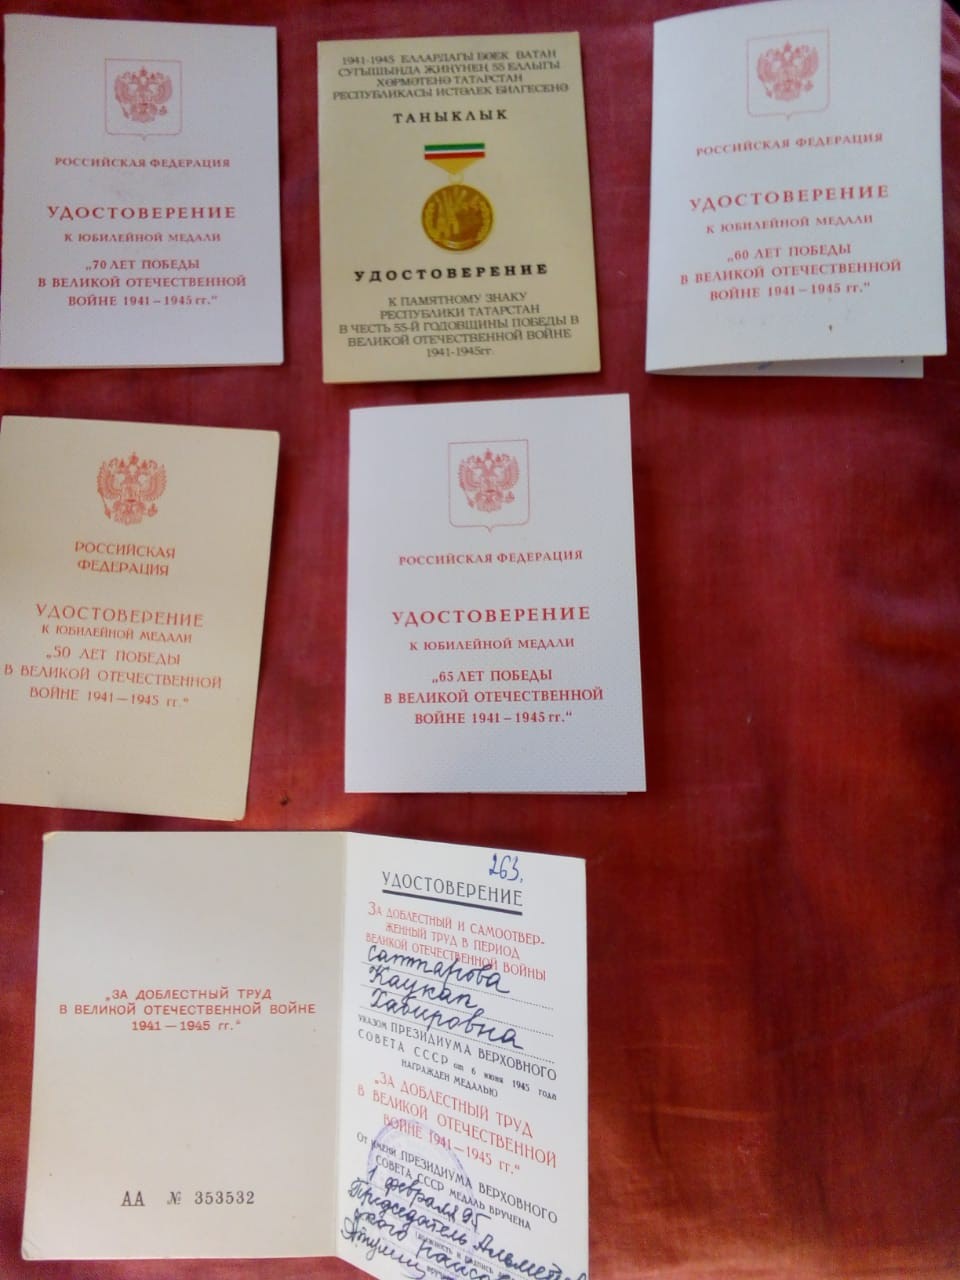 РОССИЙСКАЯ ФЕДЕРАЦИЯ
УДОСТОВЕРЕНИЕ
К ЮБИЛЕЙНОЙ МЕДАЛИ
„70 ЛЕТ ПОБЕДЫ
В ВЕЛИКОЙ ОТЕЧЕСТВЕННОЙ
ВОЙНЕ 1941 – 1945 гг.“
1941-1945 ЕЛЛАРДАГЫ БӨЕК ВАТАН
СУГЫШЫНДА ҖИҢҮНЕҢ 55 ЕЛЛЫГЫ
ХӨРМӘТЕНӘ ТАТАРСТАН
РЕСПУБЛИКАСЫ ИСТӘЛЕК БИЛГЕСЕНӘ
ТАНЫКЛЫК
УДОСТОВЕРЕНИЕ
К ПАМЯТНОМУ ЗНАКУ
РЕСПУБЛИКИ ТАТАРСТАН
В ЧЕСТЬ 55-Й ГОДОВЩИНЫ ПОБЕДЫ В
ВЕЛИКОЙ ОТЕЧЕСТВЕННОЙ ВОЙНЕ
1941-1945гг.
РОССИЙСКАЯ ФЕДЕРАЦИЯ
УДОСТОВЕРЕНИЕ
К ЮБИЛЕЙНОЙ МЕДАЛИ
„60 ЛЕТ ПОБЕДЫ
В ВЕЛИКОЙ ОТЕЧЕСТВЕННОЙ
ВОЙНЕ 1941 – 1945 гг.“
РОССИЙСКАЯ
ФЕДЕРАЦИЯ
УДОСТОВЕРЕНИЕ
К ЮБИЛЕЙНОЙ МЕДАЛИ
„50 ЛЕТ ПОБЕДЫ
В ВЕЛИКОЙ ОТЕЧЕСТВЕННОЙ
ВОЙНЕ 1941 — 1945 гг.“
РОССИЙСКАЯ ФЕДЕРАЦИЯ
УДОСТОВЕРЕНИЕ
К ЮБИЛЕЙНОЙ МЕДАЛИ
„65 ЛЕТ ПОБЕДЫ
В ВЕЛИКОЙ ОТЕЧЕСТВЕННОЙ
ВОЙНЕ 1941 – 1945 гг.“
„ЗА ДОБЛЕСТНЫЙ ТРУД
В ВЕЛИКОЙ ОТЕЧЕСТВЕННОЙ ВОЙНЕ
1941 — 1945 гг.“
АА № 353532
263.
УДОСТОВЕРЕНИЕ
ЗА ДОБЛЕСТНЫЙ И САМООТВЕР-
ЖЕННЫЙ ТРУД В ПЕРИОД
ВЕЛИКОЙ ОТЕЧЕСТВЕННОЙ ВОЙНЫ
Саттарова
Каукап
Хабировна
УКАЗОМ ПРЕЗИДИУМА ВЕРХОВНОГО
СОВЕТА СССР от 6 июня 1945 года
НАГРАЖДЕН МЕДАЛЬЮ
„ЗА ДОБЛЕСТНЫЙ ТРУД
В ВЕЛИКОЙ ОТЕЧЕСТВЕННОЙ
ВОЙНЕ 1941—1945 гг.“
От имени ПРЕЗИДИУМА ВЕРХОВНОГО
СОВЕТА СССР МЕДАЛЬ ВРУЧЕНА
1 февраля 95
Председатель Альметьев
ского